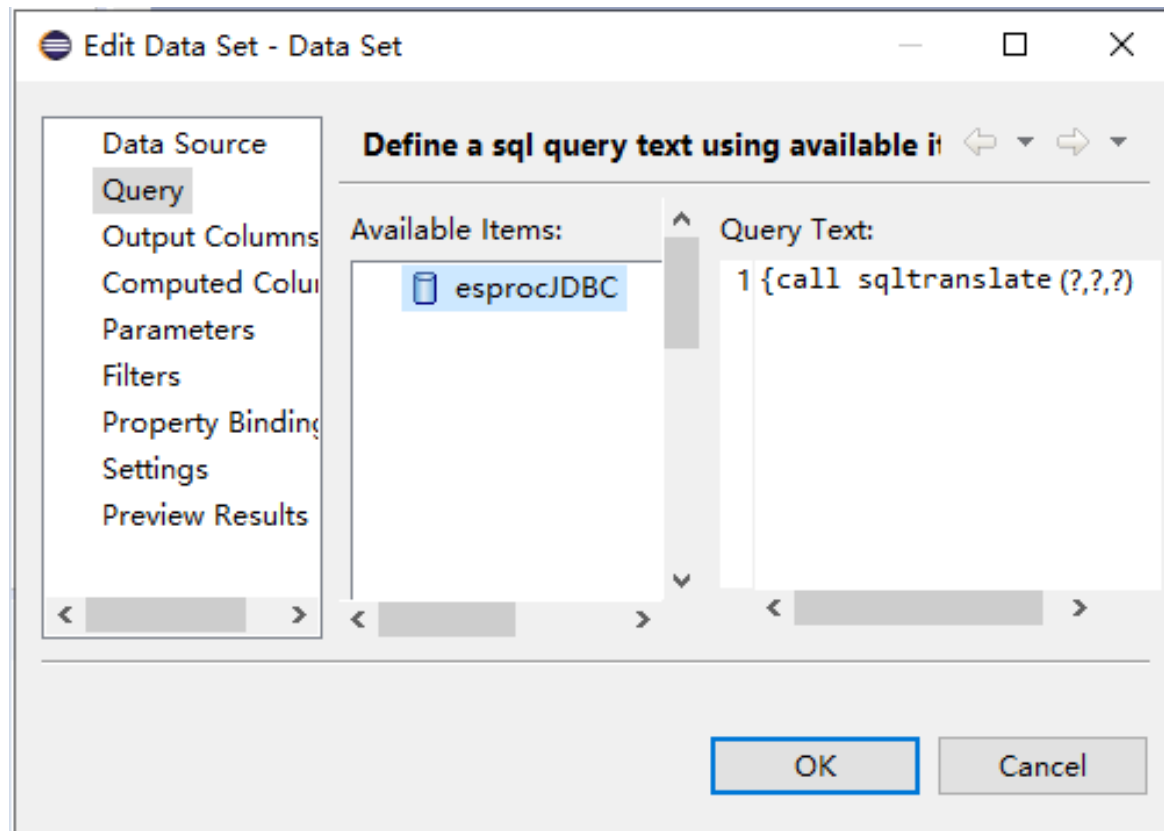 Edit Data Set - Data Set
Data Source
Query
Output Columns
Computed Colu
Parameters
Filters
Property Binding
Settings
Preview Results
Define a sql query text using available it
Available Items:
esprocJDBC
Query Text:
1 {call sqltranslate (?,?,?)
OK
Cancel